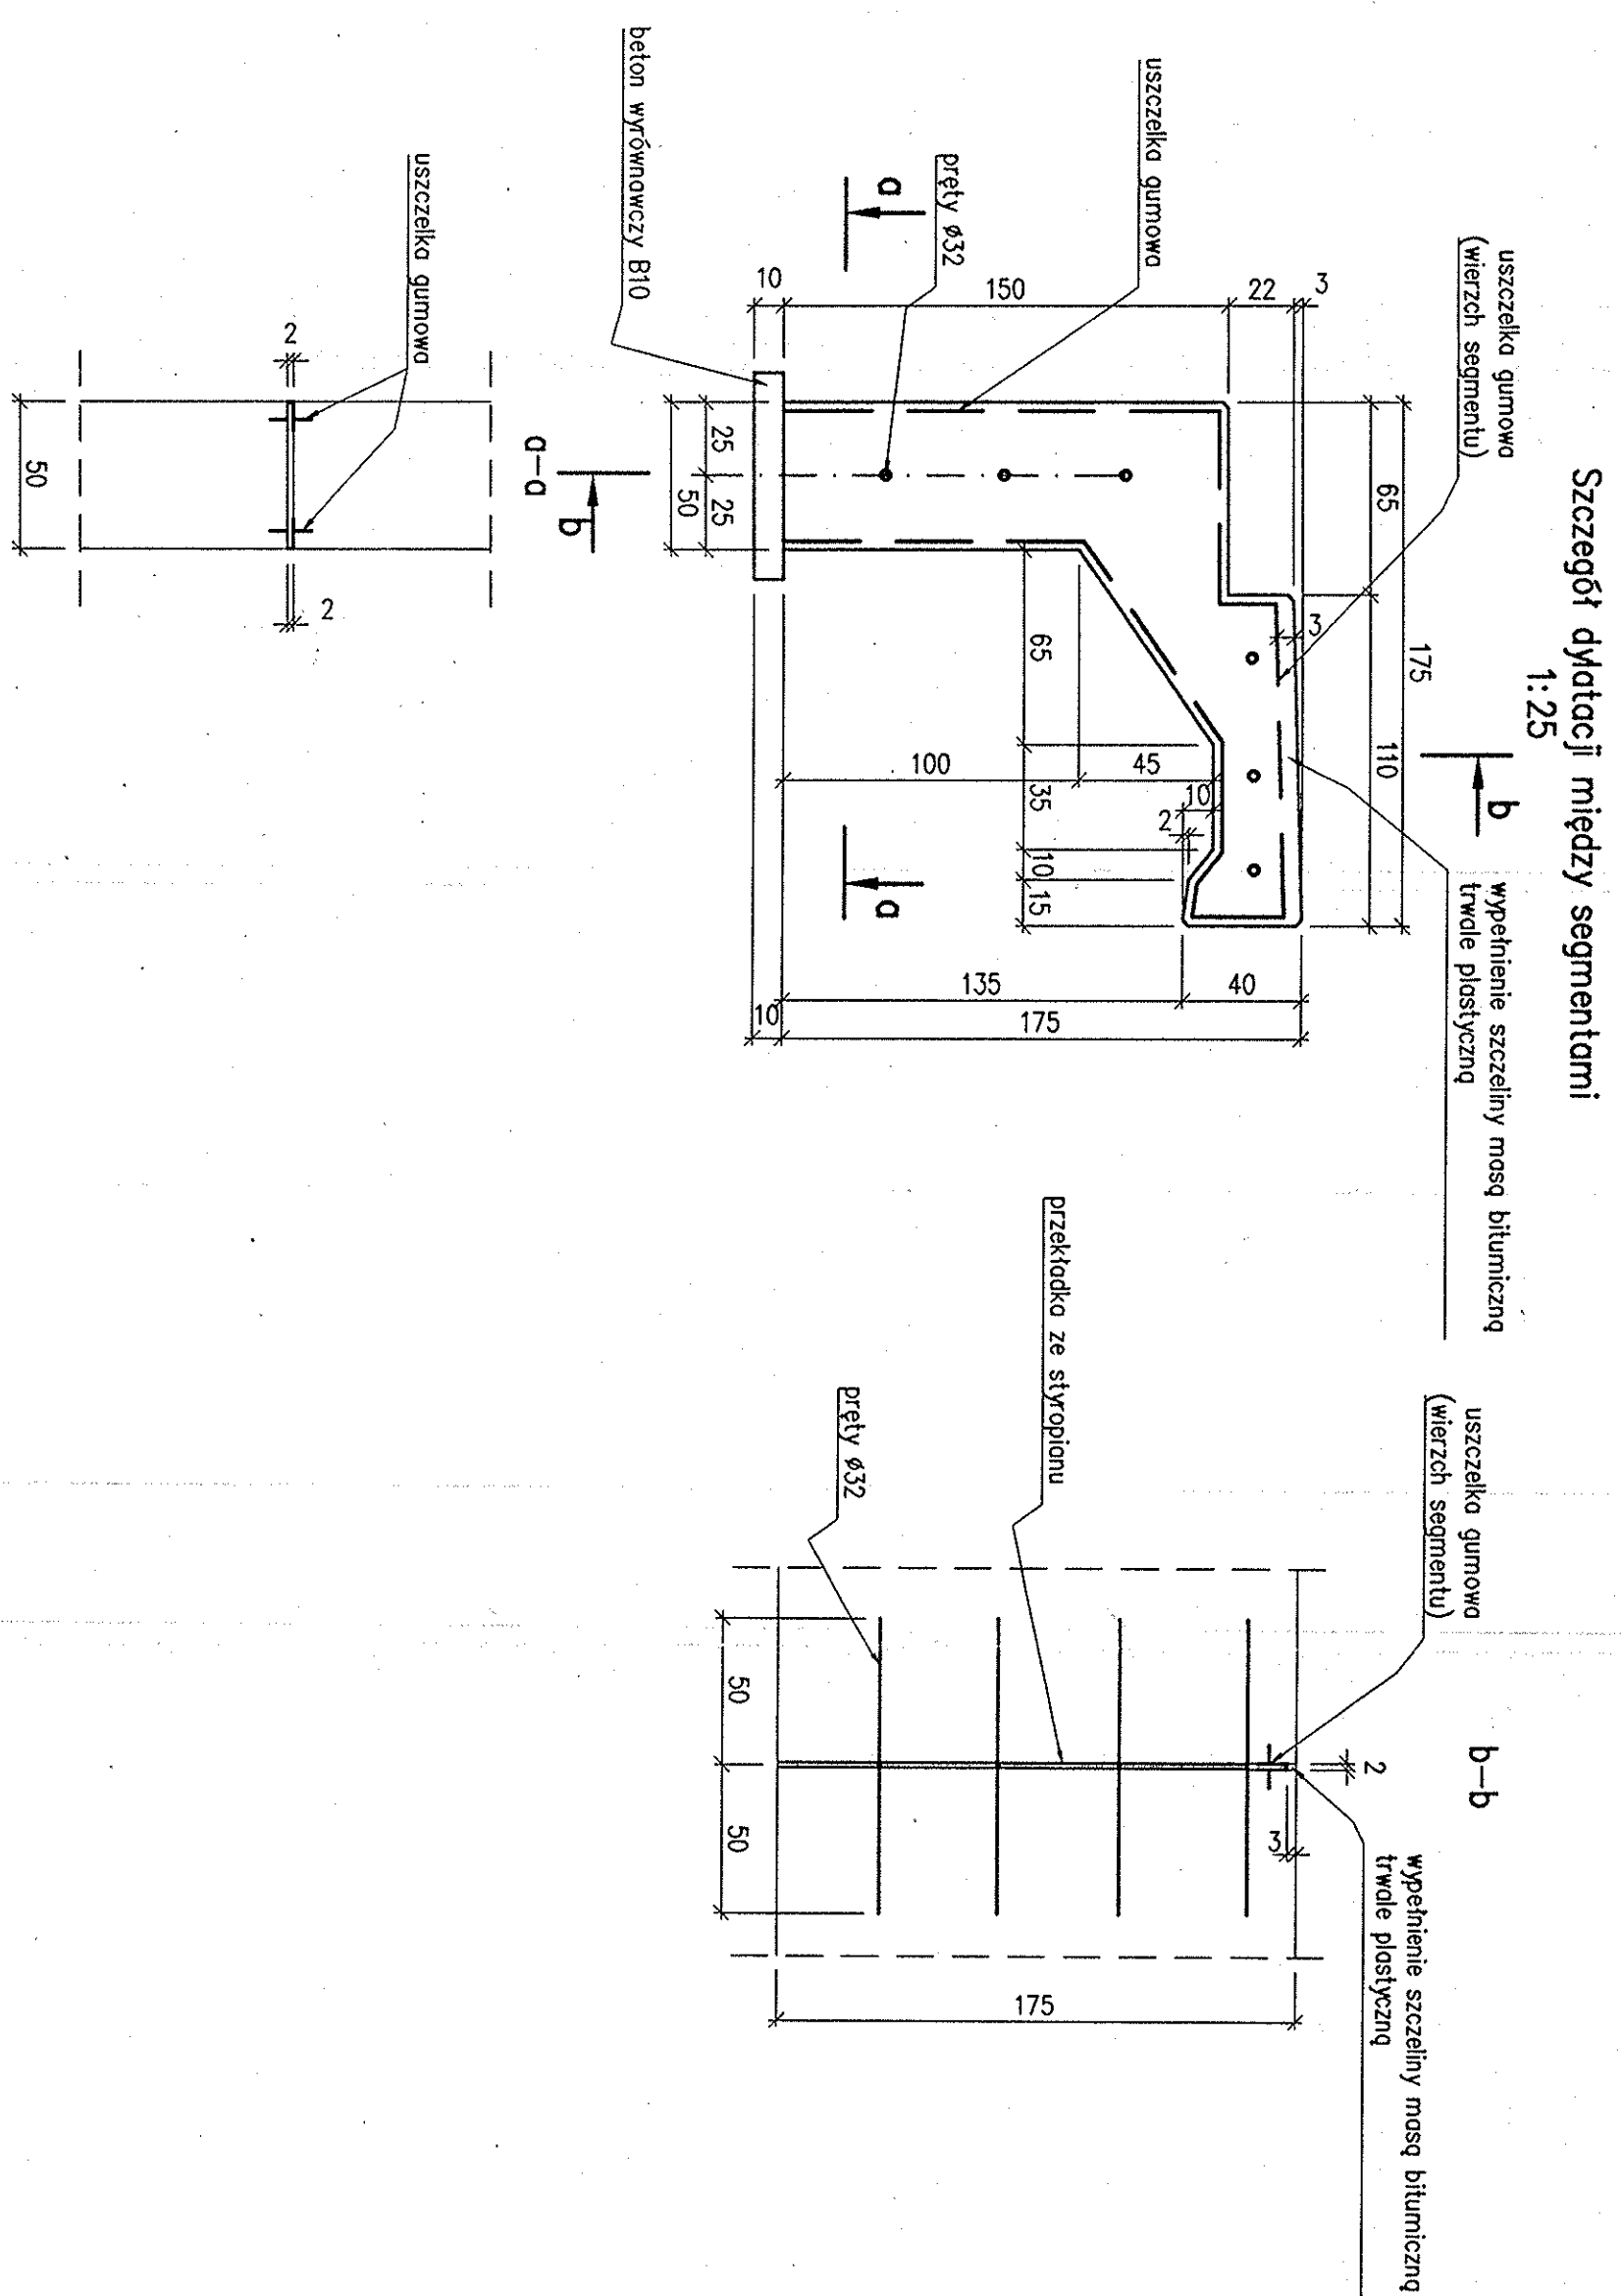 Szczegół dylatacji między segmentami
1:25
uszczelka gumowa
(wierzch segmentu)
b
wypełnienie szczeliny masą bitumiczną
trwale plastyczną
175
65
110
3
22
150
10
3
uszczelka gumowa
pręty ø32
a
beton wyrównawczy B10
25
25
50
65
35
10
15
100
45
10
2
a
40
135
175
10
b
a-a
uszczelka gumowa
2
2
50
b-b
uszczelka gumowa
(wierzch segmentu)
2
wypełnienie szczeliny masą bitumiczną
trwale plastyczną
3
przekładka ze styropianu
pręty ø32
50
50
175